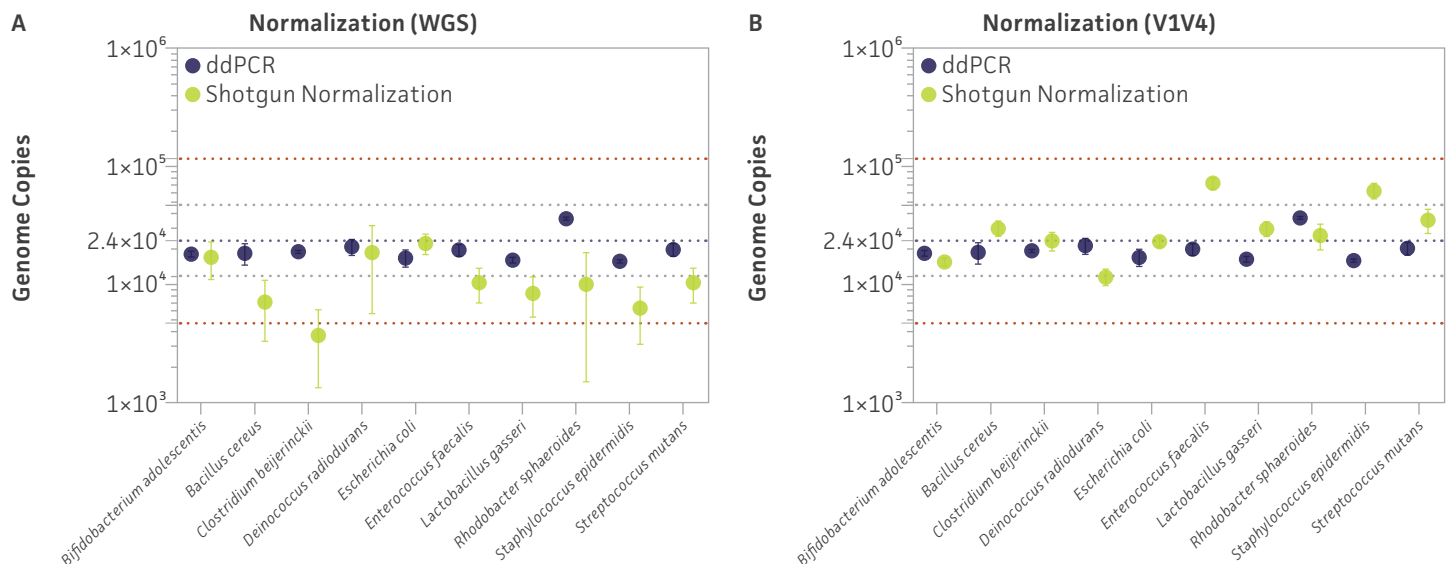 A
Normalization (WGS)
Genome Copies
1×10⁶
1×10⁵
2.4×10⁴
1×10⁴
1×10³
ddPCR
Shotgun Normalization
Bifidobacterium adolescentis
Bacillus cereus
Clostridium beijerinckii
Deinococcus radiodurans
Escherichia coli
Enterococcus faecalis
Lactobacillus gasseri
Rhodobacter sphaeroides
Staphylococcus epidermidis
Streptococcus mutans
B
Normalization (V1V4)
Genome Copies
1×10⁶
1×10⁵
2.4×10⁴
1×10⁴
1×10³
ddPCR
Shotgun Normalization
Bifidobacterium adolescentis
Bacillus cereus
Clostridium beijerinckii
Deinococcus radiodurans
Escherichia coli
Enterococcus faecalis
Lactobacillus gasseri
Rhodobacter sphaeroides
Staphylococcus epidermidis
Streptococcus mutans